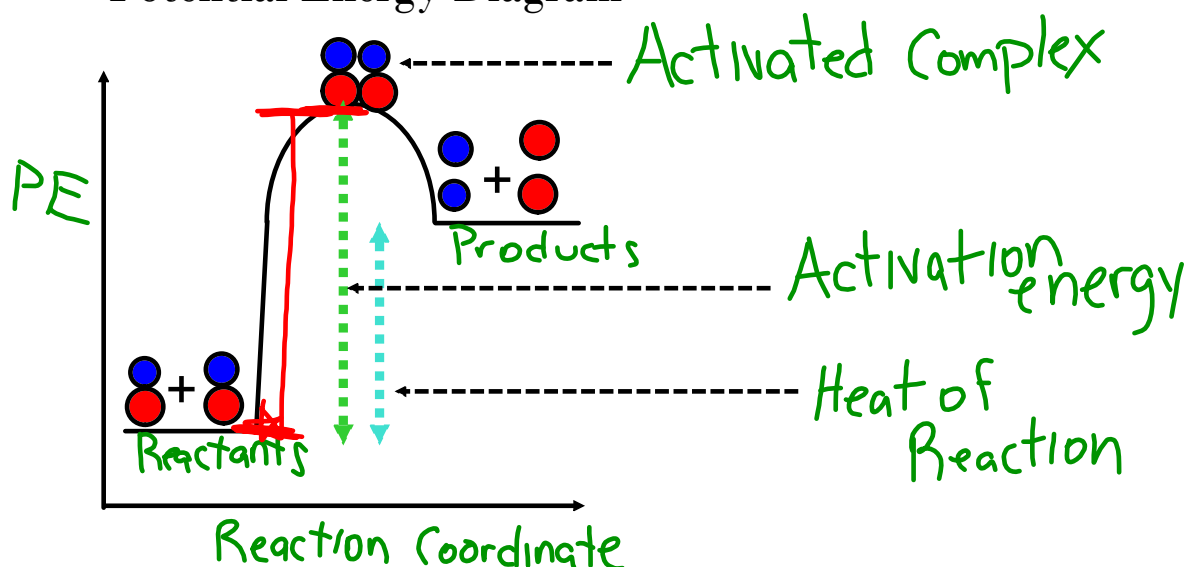 Potential Energy Diagram
Activated Complex
PE
+
Products
Activation
energy
+
Heat of
Reaction
Reactants
Reaction Coordinate